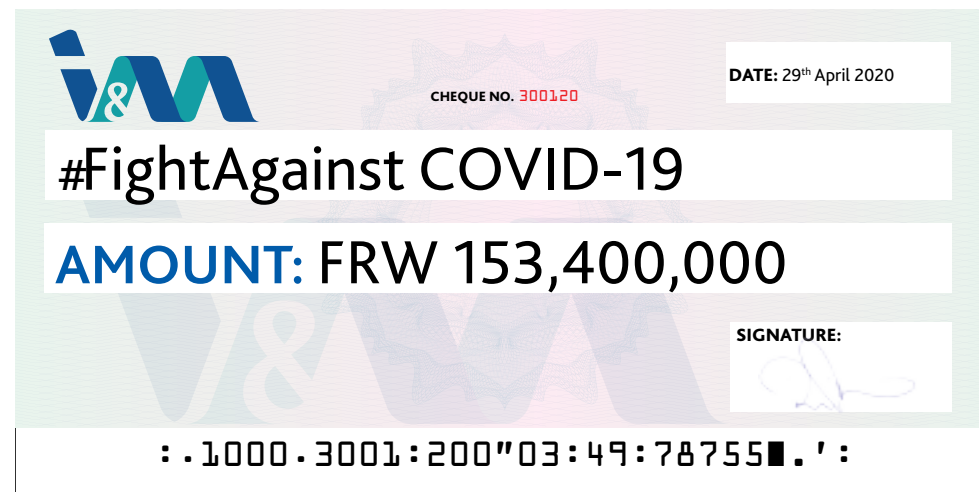 i&m
DATE: 29th April 2020
CHEQUE NO. 300120
#FightAgainst COVID-19
AMOUNT: FRW 153,400,000
i&m
SIGNATURE:
:.1000.3001:200"03:49:78755■.':